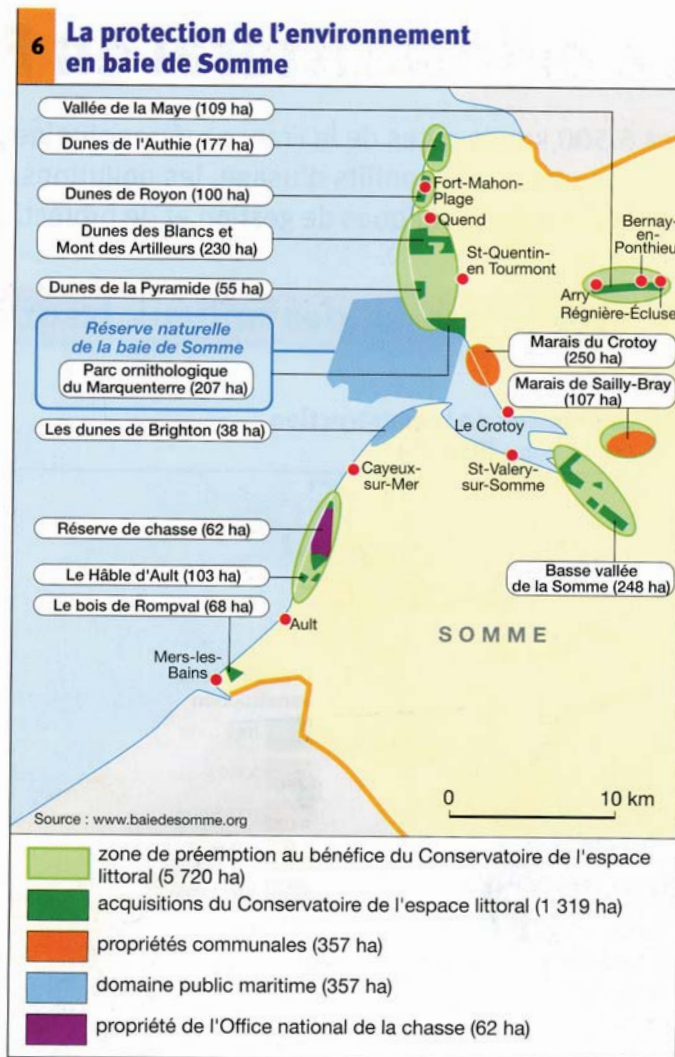 6
La protection de l'environnement
en baie de Somme
Vallée de la Maye (109 ha)
Dunes de l'Authie (177 ha)
Dunes de Royon (100 ha)
Dunes des Blancs et
Mont des Artilleurs (230 ha)
Dunes de la Pyramide (55 ha)
Réserve naturelle
de la baie de Somme
Parc ornithologique
du Marquenterre (207 ha)
Les dunes de Brighton (38 ha)
Réserve de chasse (62 ha)
Le Hâble d'Ault (103 ha)
Le bois de Rompval (68 ha)
Mers-les-
Bains
Fort-Mahon-
Plage
Quend
St-Quentin-
en Tourmont
Bernay-
en-
Ponthieu
Arry
Régnière-Écluse
Marais du Crotoy
(250 ha)
Marais de Sailly-Bray
(107 ha)
Le Crotoy
Cayeux-
sur-Mer
St-Valery-
sur-Somme
Basse vallée
de la Somme (248 ha)
Ault
SOMME
0 10 km
Source : www.baiedesomme.org
zone de préemption au bénéfice du Conservatoire de l'espace
littoral (5 720 ha)
acquisitions du Conservatoire de l'espace littoral (1 319 ha)
propriétés communales (357 ha)
domaine public maritime (357 ha)
propriété de l'Office national de la chasse (62 ha)